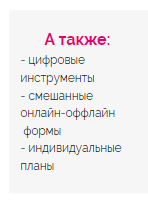 А также:
- цифровые
инструменты
- смешанные
онлайн-оффлайн
формы
- индивидуальные
планы